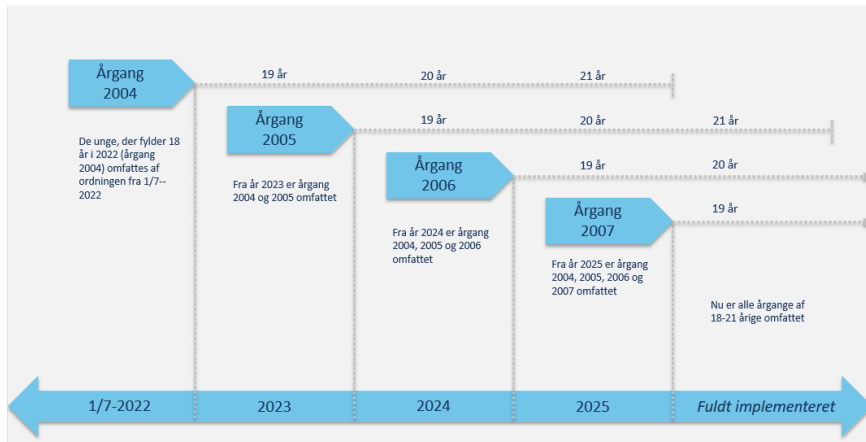 Årgang
2004
19 år
20 år
21 år
De unge, der fylder 18
år i 2022 (årgang
2004) omfattes af
ordningen fra 1/7--
2022
Årgang
2005
19 år
20 år
21 år
Fra år 2023 er årgang
2004 og 2005 omfattet
Årgang
2006
19 år
20 år
Fra år 2024 er årgang
2004, 2005 og 2006
omfattet
Årgang
2007
19 år
Fra år 2025 er årgang
2004, 2005, 2006 og
2007 omfattet
Nu er alle årgange af
18-21 årige omfattet
1/7-2022
2023
2024
2025
Fuldt implementeret